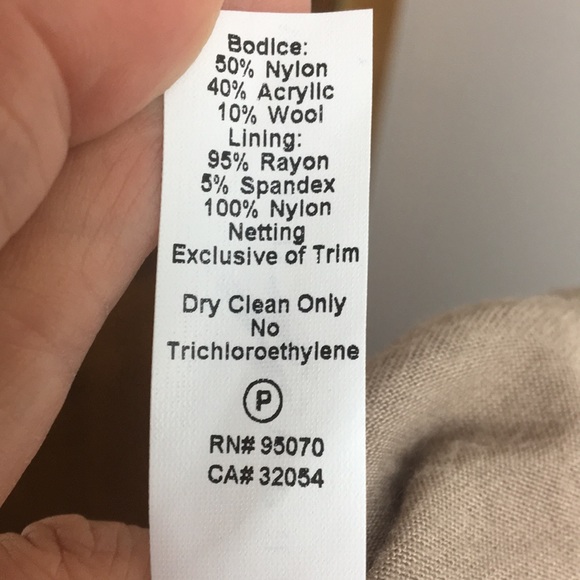 Bodice:
50% Nylon
40% Acrylic
10% Wool
Lining:
95% Rayon
5% Spandex
100% Nylon
Netting
Exclusive of Trim
Dry Clean Only
No
Trichloroethylene
P
RN# 95070
CA# 32054